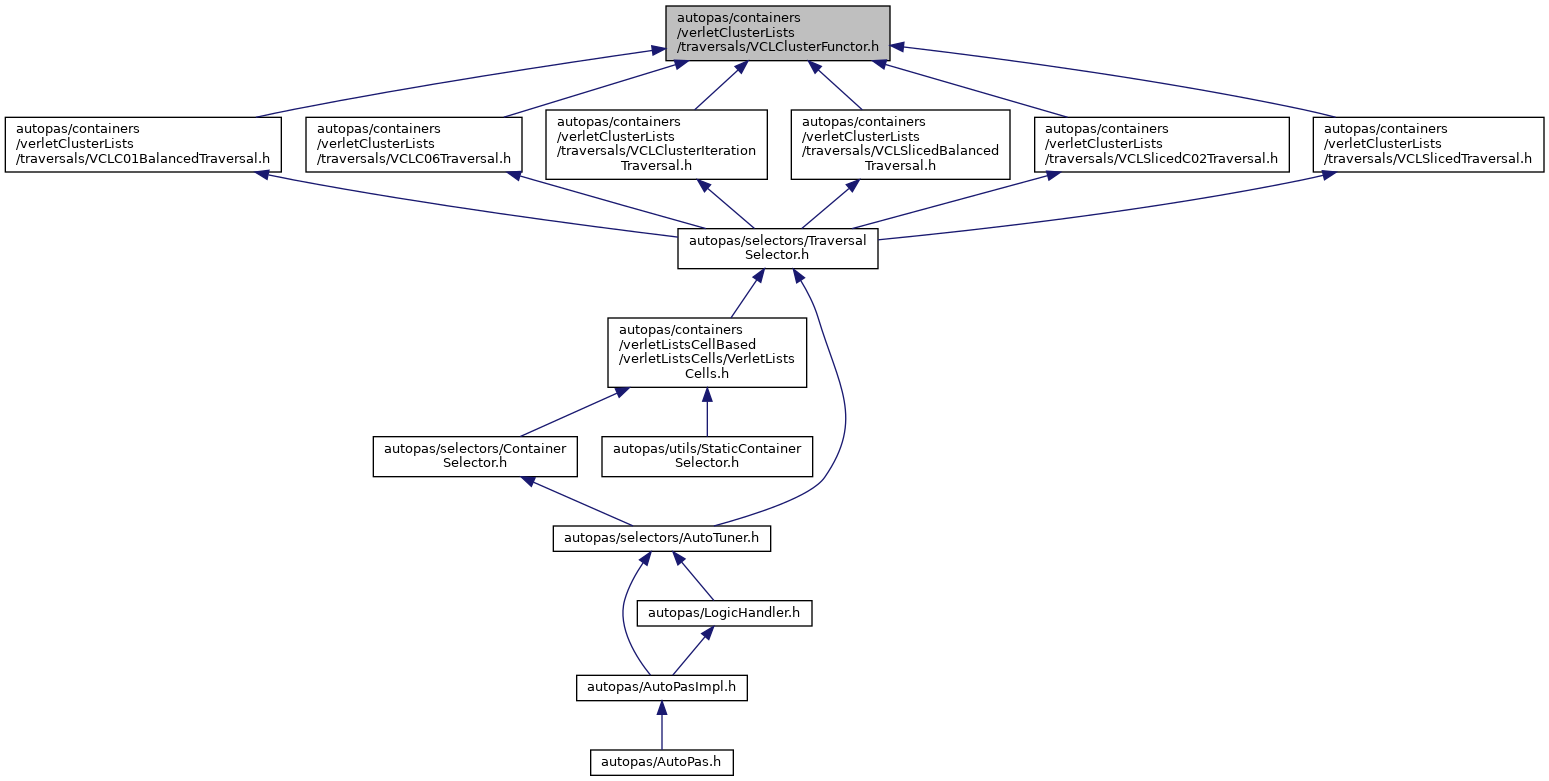 autopas/containers
/verletClusterLists
/traversals/VCLClusterFunctor.h
autopas/containers
/verletClusterLists
/traversals/VCLC01BalancedTraversal.h
autopas/containers
/verletClusterLists
/traversals/VCLC06Traversal.h
autopas/containers
/verletClusterLists
/traversals/VCLClusterIteration
Traversal.h
autopas/containers
/verletClusterLists
/traversals/VCLSlicedBalanced
Traversal.h
autopas/containers
/verletClusterLists
/traversals/VCLSlicedC02Traversal.h
autopas/containers
/verletClusterLists
/traversals/VCLSlicedTraversal.h
autopas/selectors/Traversal
Selector.h
autopas/containers
/verletListsCellBased
/verletListsCells/VerletLists
Cells.h
autopas/selectors/Container
Selector.h
autopas/utils/StaticContainer
Selector.h
autopas/selectors/AutoTuner.h
autopas/LogicHandler.h
autopas/AutoPasImpl.h
autopas/AutoPas.h